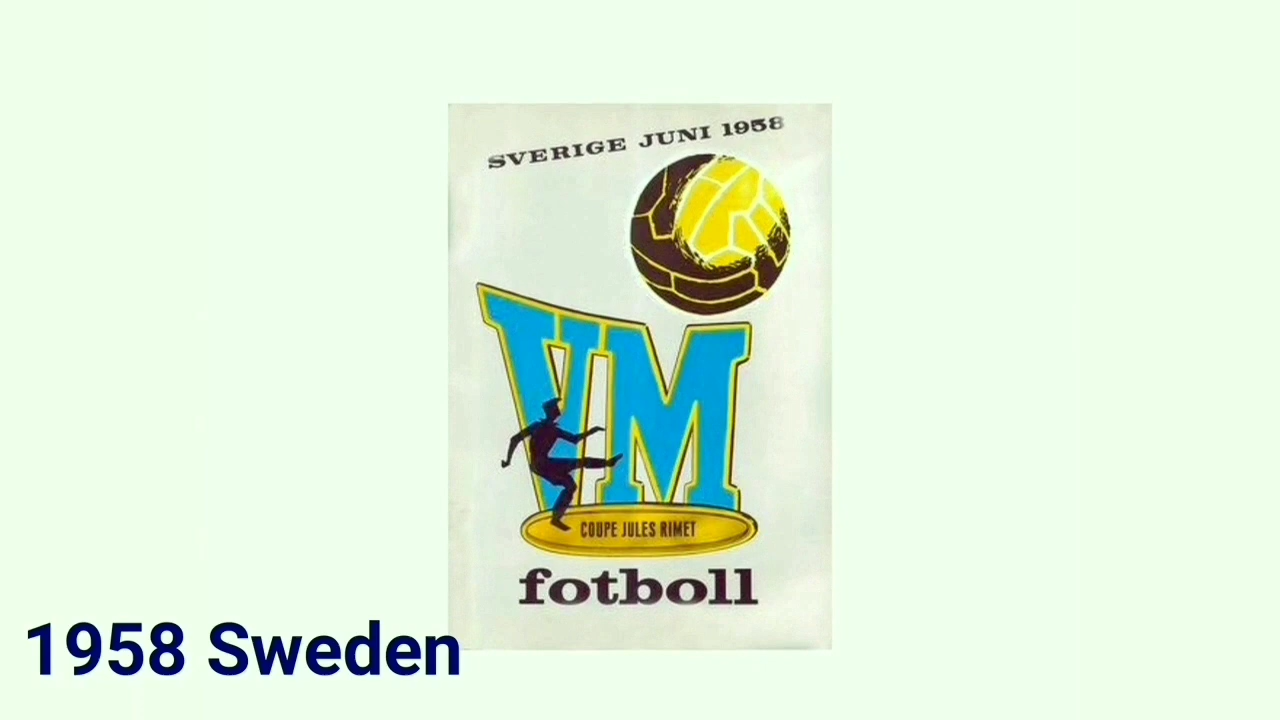 SVERIGE JUNI 1958
VM
COUPE JULES RIMET
fotboll
1958 Sweden